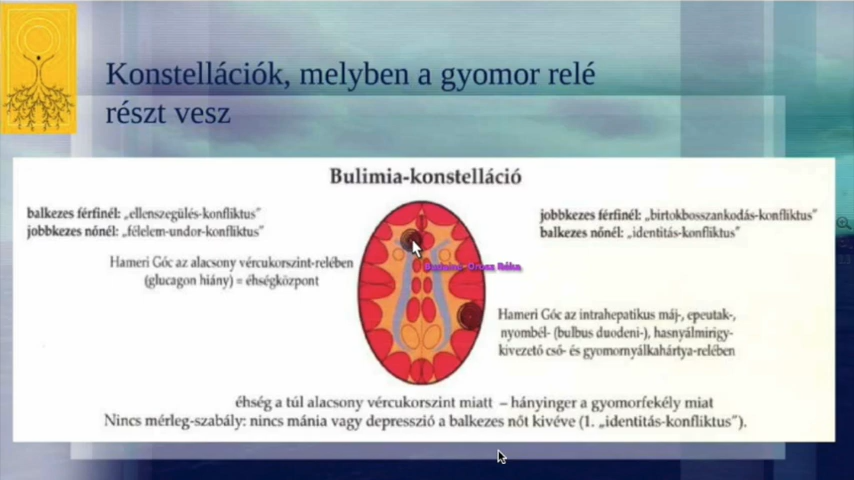 Konstellációk, melyben a gyomor relé
részt vesz
Bulimia-konstelláció
balkezes férfinél: „ellenszegülés-konfliktus”
jobbkezes nőnél: „félelem-undor-konfliktus”
jobbkezes férfinél: „birtokbosszankodás-konfliktus”
balkezes nőnél: „identitás-konfliktus”
Hameri Góc az alacsony vércukorszint-relében
(glucagon hiány) = éhségközpont
Orosz Réka
Hameri Góc az intrahepatikus máj-, epeutak-,
nyombél- (bulbus duodeni-), hasnyálmirigy-
kivezető cső- és gyomornyálkahártya-relében
éhség a túl alacsony vércukorszint miatt – hányinger a gyomorfekély miat
Nincs mérleg-szabály: nincs mánia vagy depresszió a balkezes nőt kivéve (1. „identitás-konfliktus”).